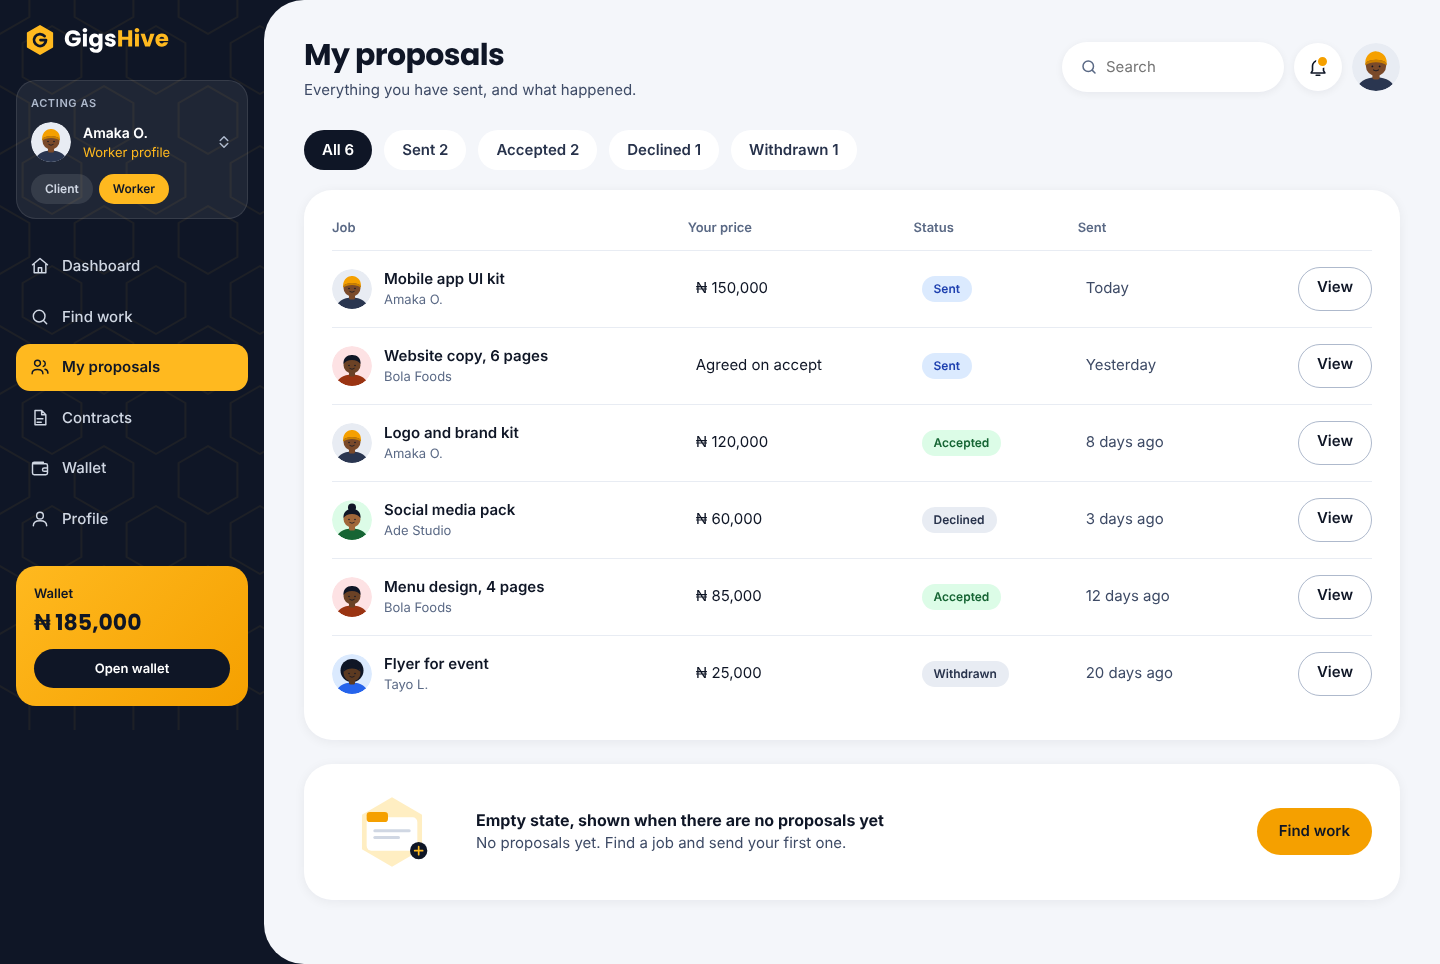 GigsHive
ACTING AS
Amaka O.
Worker profile
Client Worker
Dashboard
Find work
My proposals
Contracts
Wallet
Profile
Wallet
₦ 185,000
Open wallet
My proposals
Everything you have sent, and what happened.
Search
All 6 Sent 2 Accepted 2 Declined 1 Withdrawn 1
Job Your price Status Sent
Mobile app UI kit
Amaka O.
₦ 150,000 Sent Today View
Website copy, 6 pages
Bola Foods
Agreed on accept Sent Yesterday View
Logo and brand kit
Amaka O.
₦ 120,000 Accepted 8 days ago View
Social media pack
Ade Studio
₦ 60,000 Declined 3 days ago View
Menu design, 4 pages
Bola Foods
₦ 85,000 Accepted 12 days ago View
Flyer for event
Tayo L.
₦ 25,000 Withdrawn 20 days ago View
Empty state, shown when there are no proposals yet
No proposals yet. Find a job and send your first one.
Find work